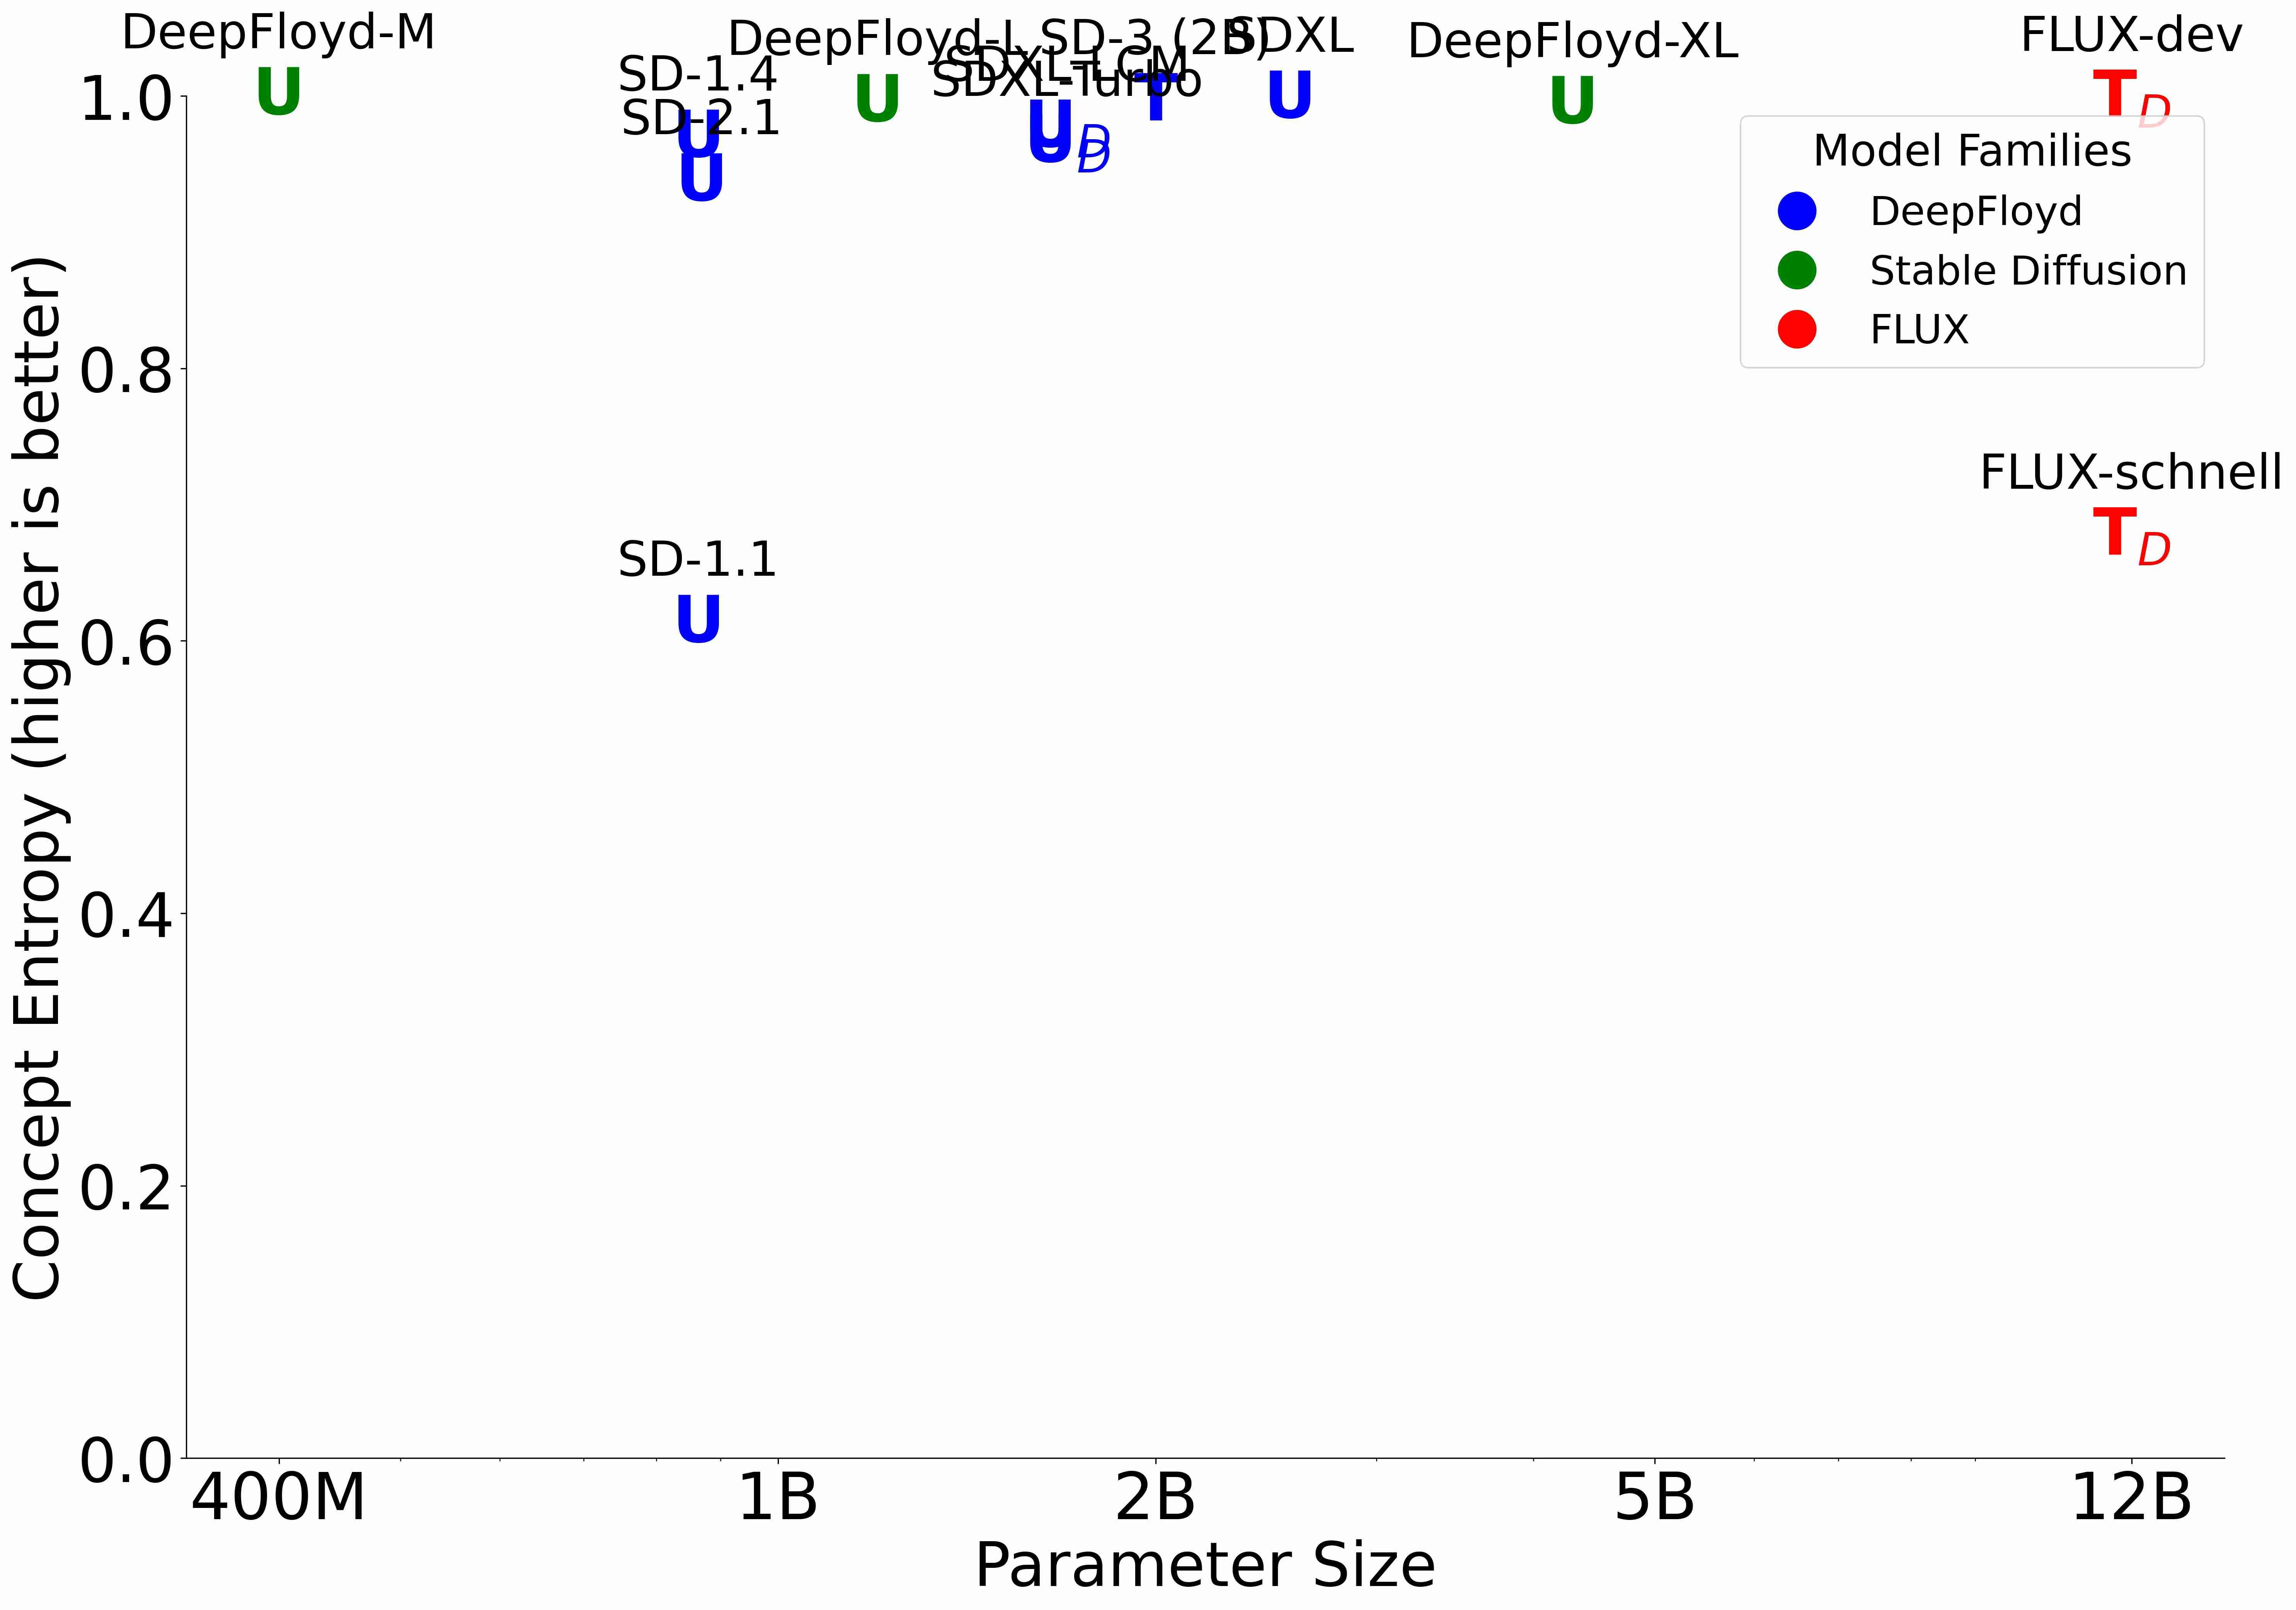 DeepFloyd-M
DeepFloyd-L
SD-3 (2B)
SDXL
DeepFloyd-XL
FLUX-dev
SD-1.4
SDXL-LCM
SDXL-Turbo
SD-2.1
U
U
T
U
U
T D
U
U D
U D
U
Model Families
DeepFloyd
Stable Diffusion
FLUX
FLUX-schnell
T D
SD-1.1
U
Concept Entropy (higher is better)
1.0
0.8
0.6
0.4
0.2
0.0
400M 1B 2B 5B 12B
Parameter Size